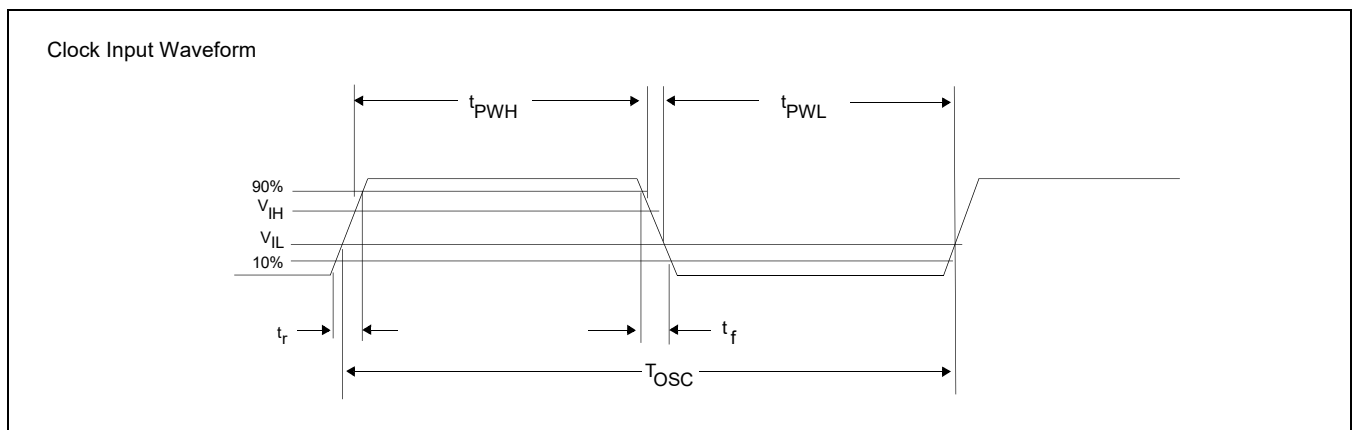 Clock Input Waveform
tPWH
tPWL
90%
VIH
VIL
10%
tr
tf
TOSC